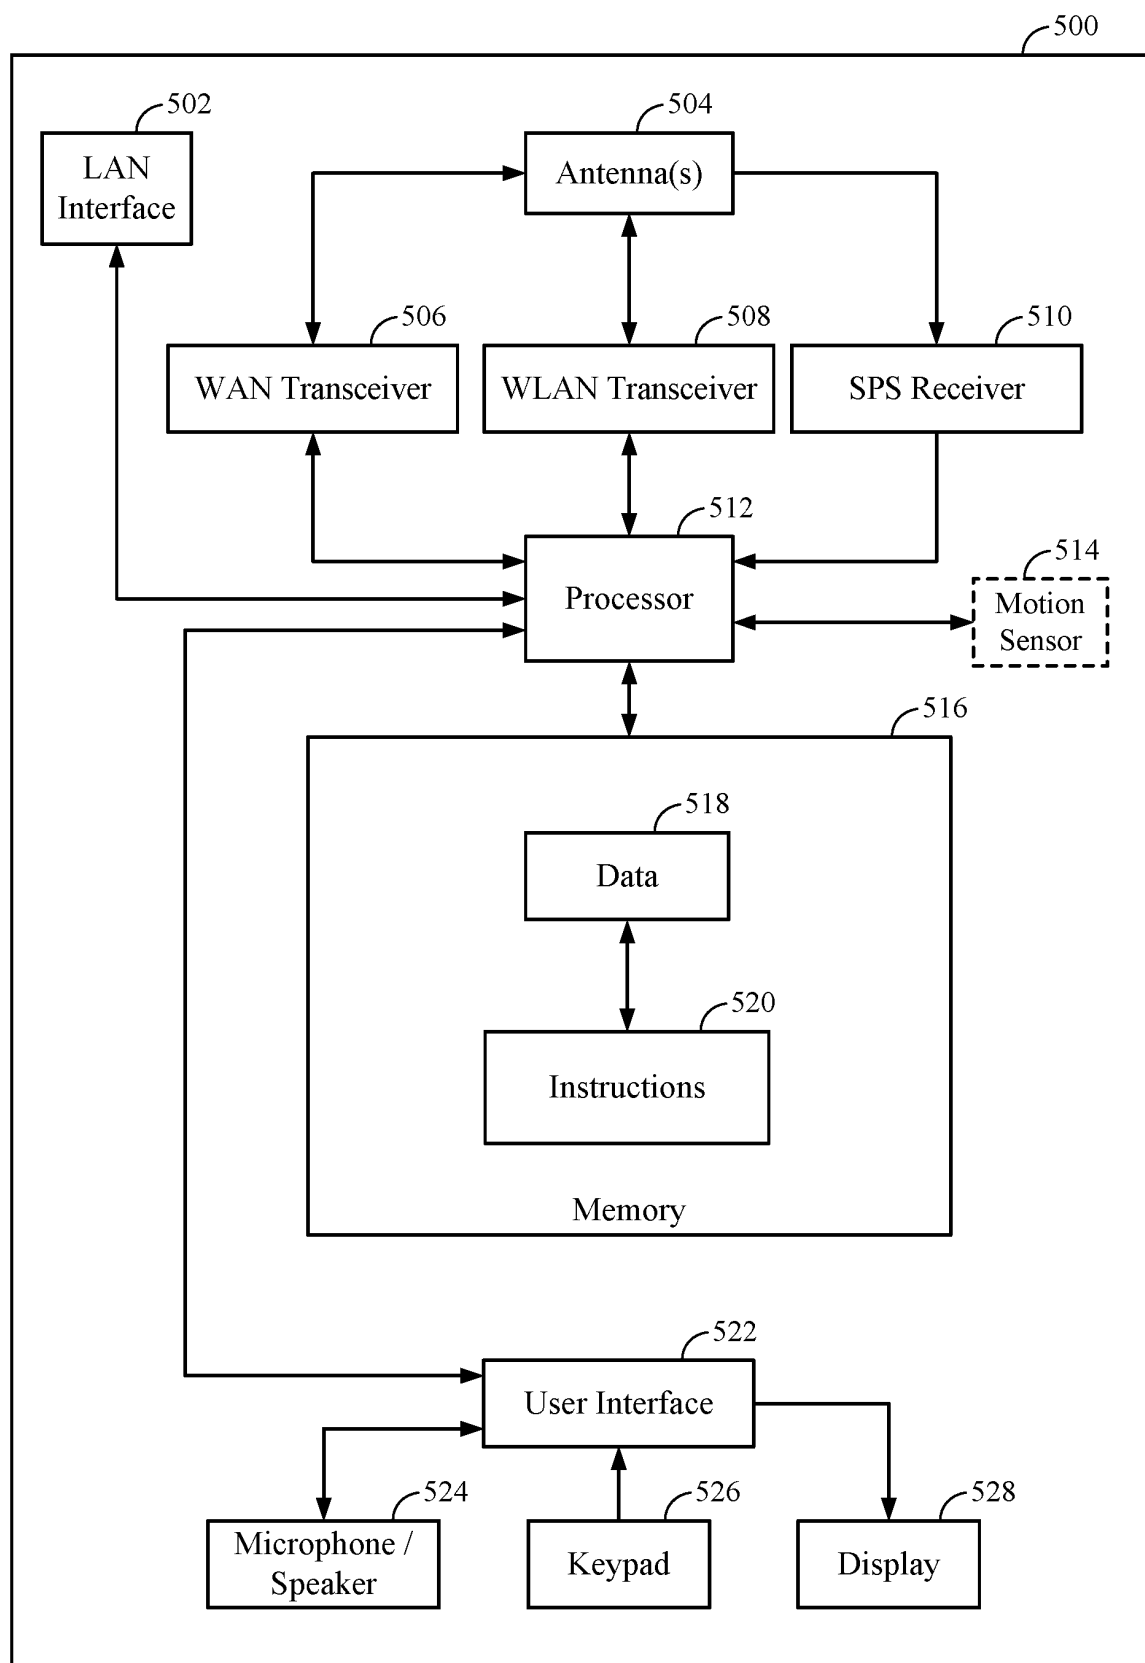 500
502
LAN
Interface
504
Antenna(s)
506
WAN Transceiver
508
WLAN Transceiver
510
SPS Receiver
512
Processor
514
Motion
Sensor
516
518
Data
520
Instructions
Memory
522
User Interface
524
Microphone /
Speaker
526
Keypad
528
Display